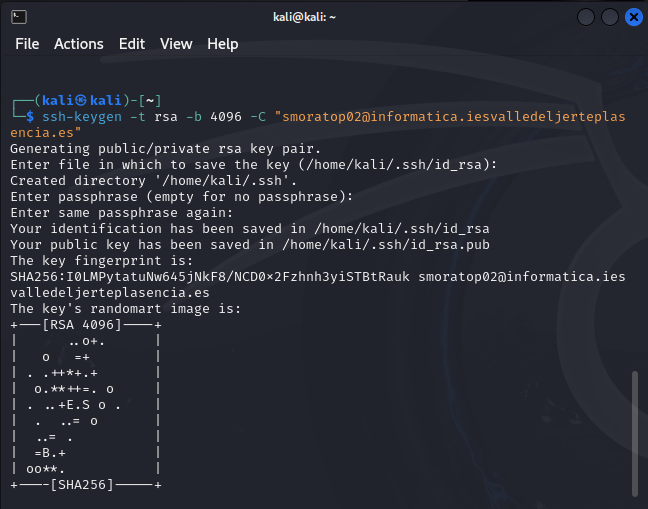 kali@kali: ~
File Actions Edit View Help
┌──(kali㉿kali)-[~]
└─$ ssh-keygen -t rsa -b 4096 -C "smoratop02@informatica.iesvalledeljerteplas
encia.es"
Generating public/private rsa key pair.
Enter file in which to save the key (/home/kali/.ssh/id_rsa):
Created directory '/home/kali/.ssh'.
Enter passphrase (empty for no passphrase):
Enter same passphrase again:
Your identification has been saved in /home/kali/.ssh/id_rsa
Your public key has been saved in /home/kali/.ssh/id_rsa.pub
The key fingerprint is:
SHA256:I0LMPytatuNw645jNkF8/NCD0×2Fzhnh3yiSTBtRauk smoratop02@informatica.ies
valledeljerteplasencia.es
The key's randomart image is:
+---[RSA 4096]----+
|      ..o+.      |
|   o   =+        |
| . .++*+.+       |
|  o.**++=. o     |
| . ..+E.S o .    |
|  .  ..= o       |
|  ..= .          |
|  =B.+           |
| oo**.           |
+----[SHA256]-----+